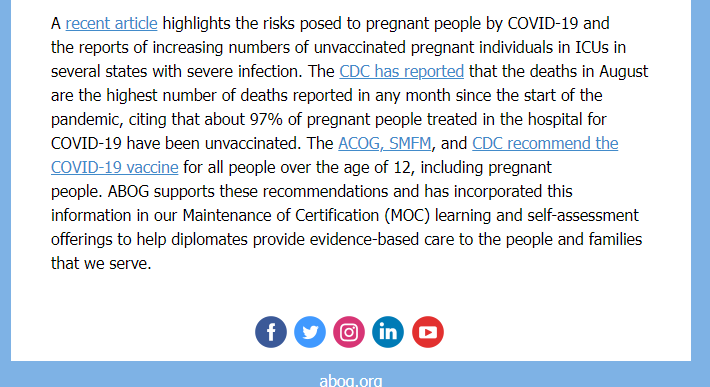 A recent article highlights the risks posed to pregnant people by COVID-19 and
the reports of increasing numbers of unvaccinated pregnant individuals in ICUs in
several states with severe infection. The CDC has reported that the deaths in August
are the highest number of deaths reported in any month since the start of the
pandemic, citing that about 97% of pregnant people treated in the hospital for
COVID-19 have been unvaccinated. The ACOG, SMFM, and CDC recommend the
COVID-19 vaccine for all people over the age of 12, including pregnant
people. ABOG supports these recommendations and has incorporated this
information in our Maintenance of Certification (MOC) learning and self-assessment
offerings to help diplomates provide evidence-based care to the people and families
that we serve.
abog.org